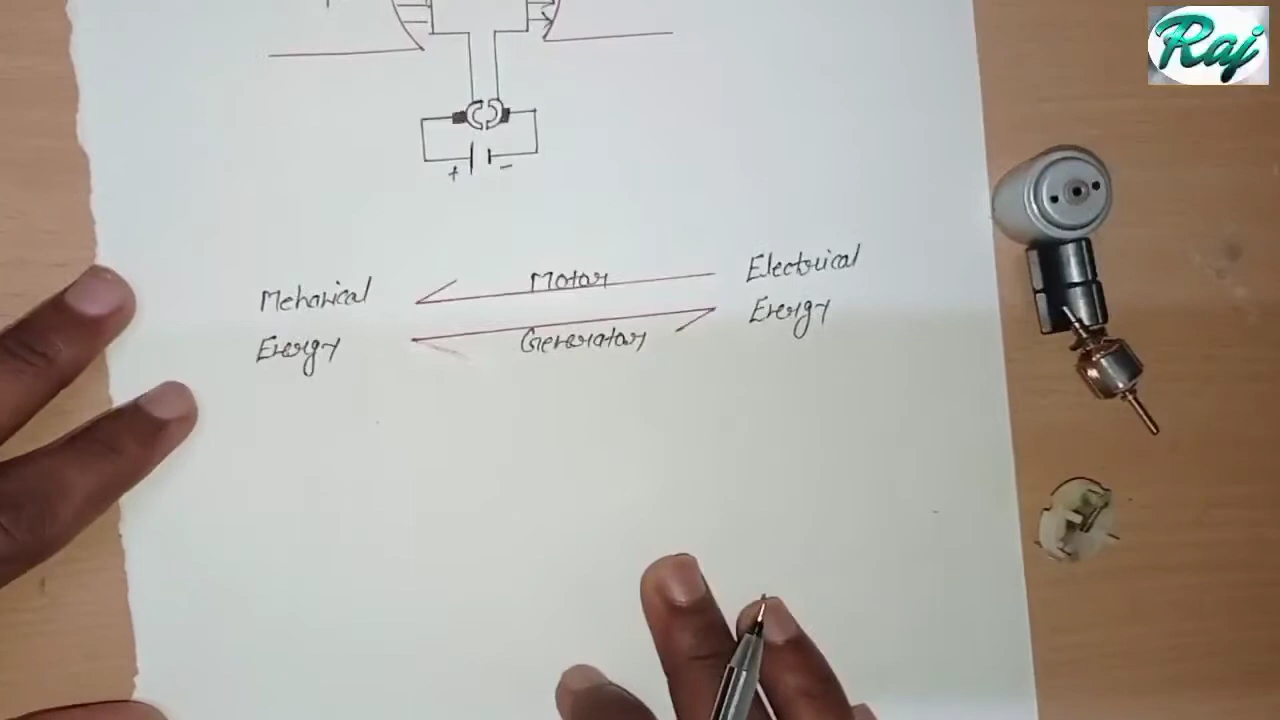 Raj
+ -
Motor
Electrical
Mehanical
Energy
Generator
Energy